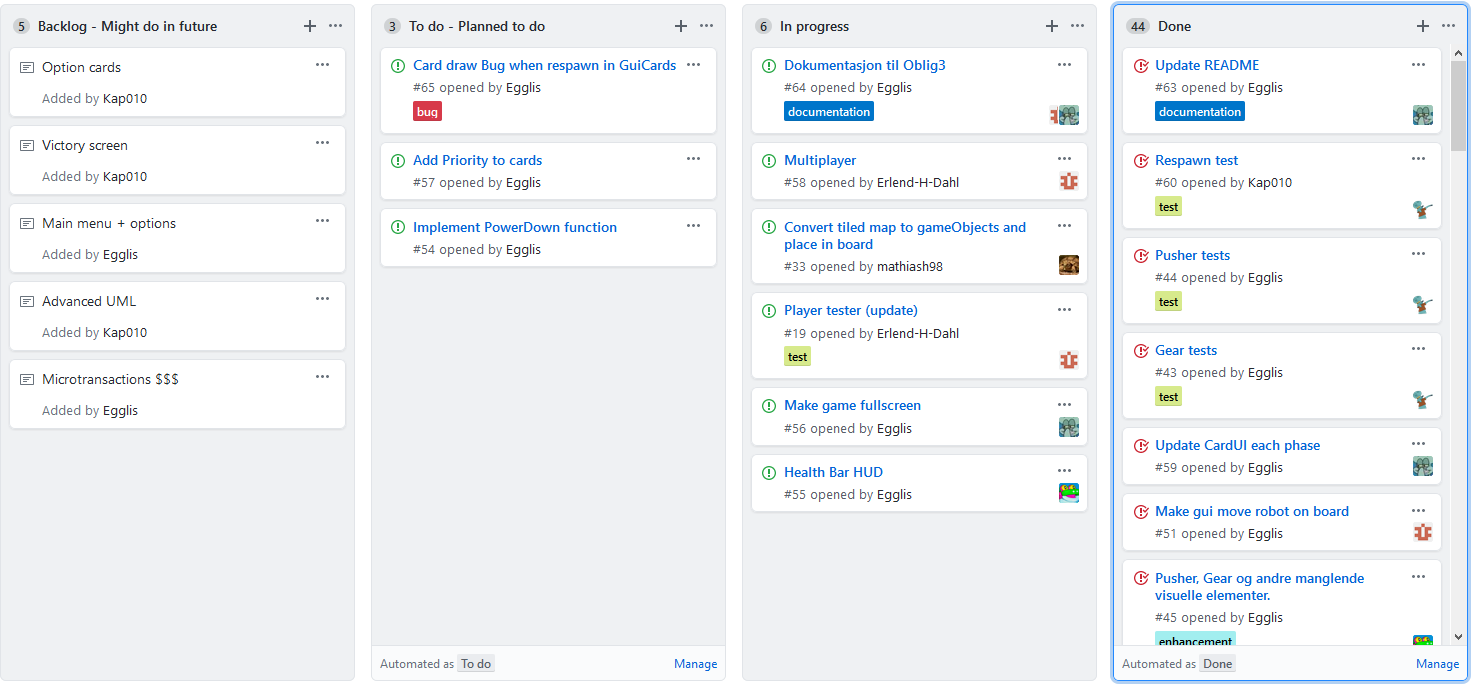 5 Backlog - Might do in future
Option cards
Added by Kap010
Victory screen
Added by Kap010
Main menu + options
Added by Egglis
Advanced UML
Added by Kap010
Microtransactions $$$
Added by Egglis
3 To do - Planned to do
Card draw Bug when respawn in GuiCards
#65 opened by Egglis
bug
Add Priority to cards
#57 opened by Egglis
Implement PowerDown function
#54 opened by Egglis
Automated as To do Manage
6 In progress
Dokumentasjon til Oblig3
#64 opened by Egglis
documentation
Multiplayer
#58 opened by Erlend-H-Dahl
Convert tiled map to gameObjects and
place in board
#33 opened by mathiash98
Player tester (update)
#19 opened by Erlend-H-Dahl
test
Make game fullscreen
#56 opened by Egglis
Health Bar HUD
#55 opened by Egglis
44 Done
Update README
#63 opened by Egglis
documentation
Respawn test
#60 opened by Kap010
test
Pusher tests
#44 opened by Egglis
test
Gear tests
#43 opened by Egglis
test
Update CardUI each phase
#59 opened by Egglis
Make gui move robot on board
#51 opened by Egglis
Pusher, Gear og andre manglende
visuelle elementer.
#45 opened by Egglis
enhancement
Automated as Done Manage